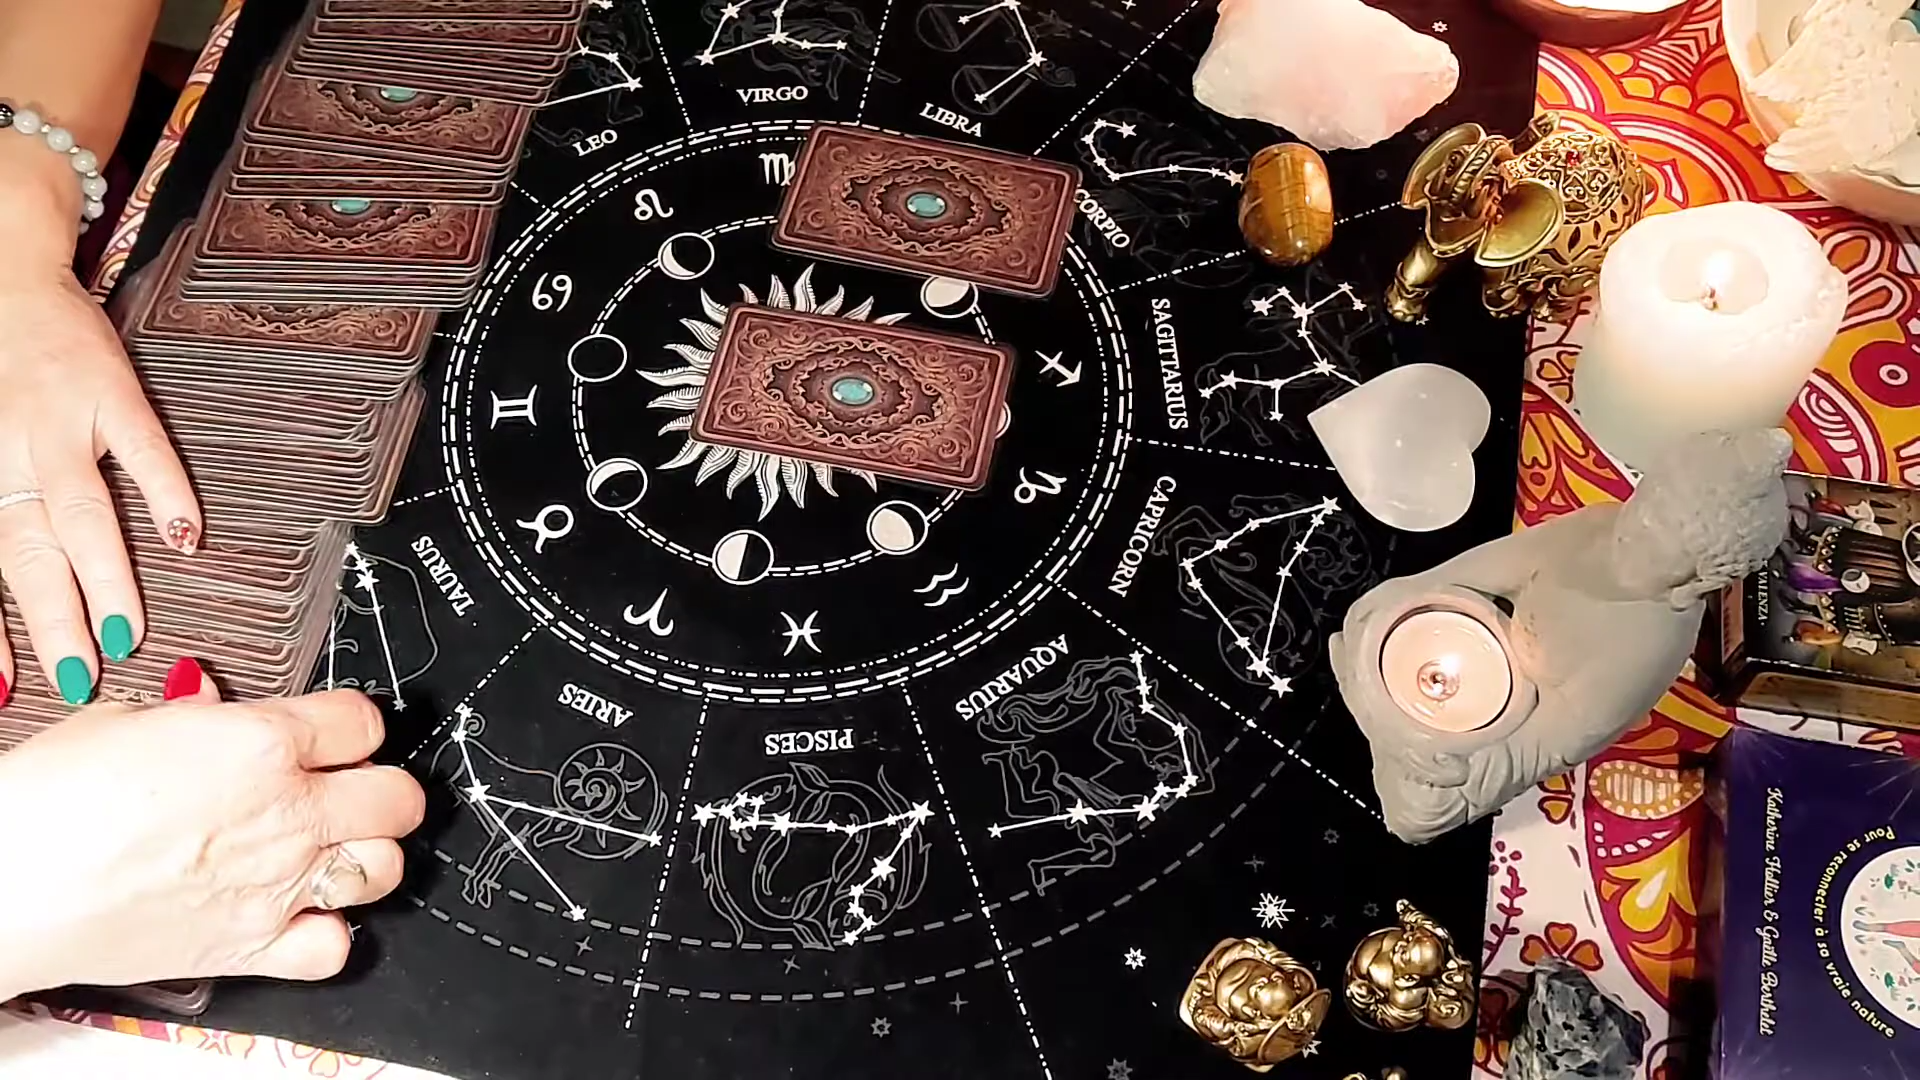 VIRGO
LIBRA
LEO
CORPIO
SAGITTARIUS
CAPRICORN
TAURUS
AQUARIUS
ARIES
PISCES
VAVENZA
Katherine Hallier & Gaëlle Berthelet
Pour se reconnecter à sa vraie nature